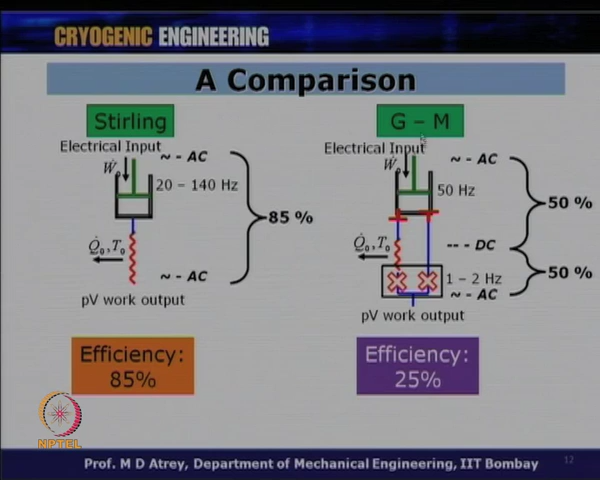 CRYOGENIC ENGINEERING
A Comparison
Stirling
Electrical Input
Ẇ
~ - AC
20 – 140 Hz
85 %
Q̇₀, T₀
~ - AC
pV work output
Efficiency:
85%
G – M
Electrical Input
Ẇ
~ - AC
50 Hz
50 %
Q̇₀, T₀
--- DC
50 %
1 – 2 Hz
~ - AC
pV work output
Efficiency:
25%
NPTEL
Prof. M D Atrey, Department of Mechanical Engineering, IIT Bombay
12